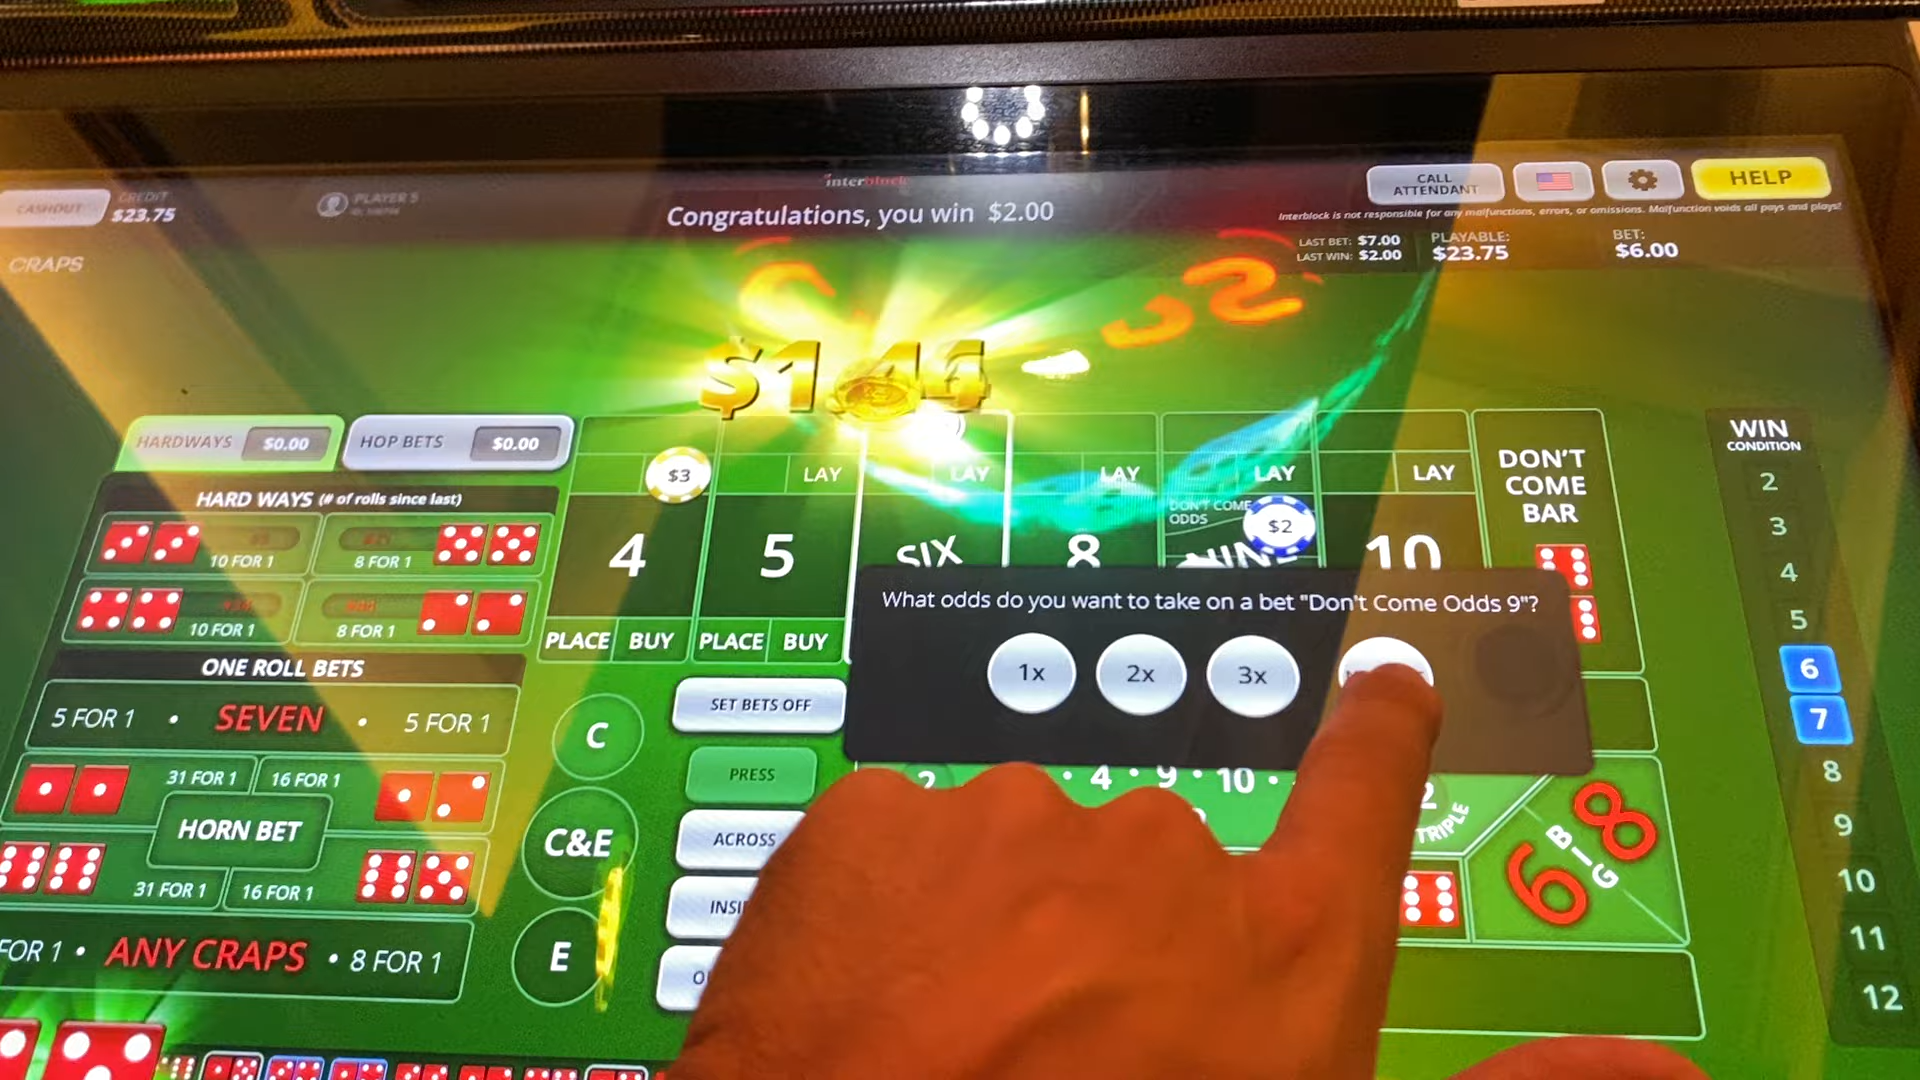 CALL
ATTENDANT
HELP
CASHOUT
CREDIT
$23.75
PLAYER 5
interblock
Congratulations, you win $2.00
Interblock is not responsible for any malfunctions, errors, or omissions. Malfunction voids all pays and plays!
LAST BET: $7.00
LAST WIN: $2.00
PLAYABLE:
$23.75
BET:
$6.00
CRAPS
HARDWAYS $0.00
HOP BETS $0.00
$3
LAY
LAY
LAY
LAY
LAY
DON'T COME
ODDS
$2
4
5
SIX
8
NINE
10
DON'T
COME
BAR
WIN
CONDITION
2
3
4
5
6
7
8
9
10
11
12
HARD WAYS (# of rolls since last)
10 FOR 1
8 FOR 1
10 FOR 1
8 FOR 1
PLACE BUY
PLACE BUY
What odds do you want to take on a bet "Don't Come Odds 9"?
1x
2x
3x
ONE ROLL BETS
5 FOR 1 • SEVEN • 5 FOR 1
31 FOR 1
16 FOR 1
HORN BET
31 FOR 1
16 FOR 1
FOR 1 • ANY CRAPS • 8 FOR 1
C
C&E
E
SET BETS OFF
PRESS
ACROSS
2
• 4 • 9 • 10 •
TRIPLE
BIG
6
8